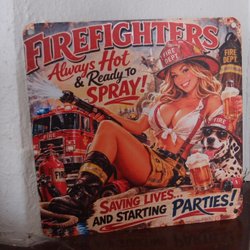 FIREFIGHTERS
Always Hot
& Ready to
SPRAY!
FIRE
DEPT.
FIRE
DEPT
SAVING LIVES...
AND STARTING PARTIES!